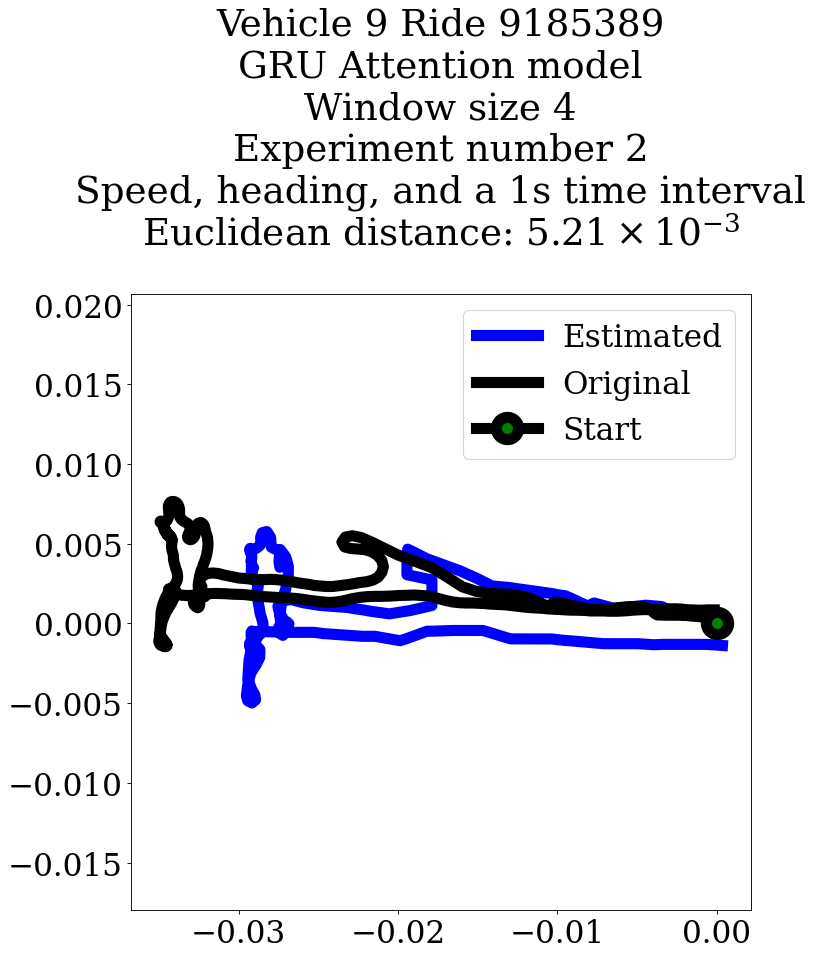 Vehicle 9 Ride 9185389
GRU Attention model
Window size 4
Experiment number 2
Speed, heading, and a 1s time interval
Euclidean distance: 5.21 × 10⁻³
Estimated
Original
Start
0.020
0.015
0.010
0.005
0.000
−0.005
−0.010
−0.015
−0.03 −0.02 −0.01 0.00